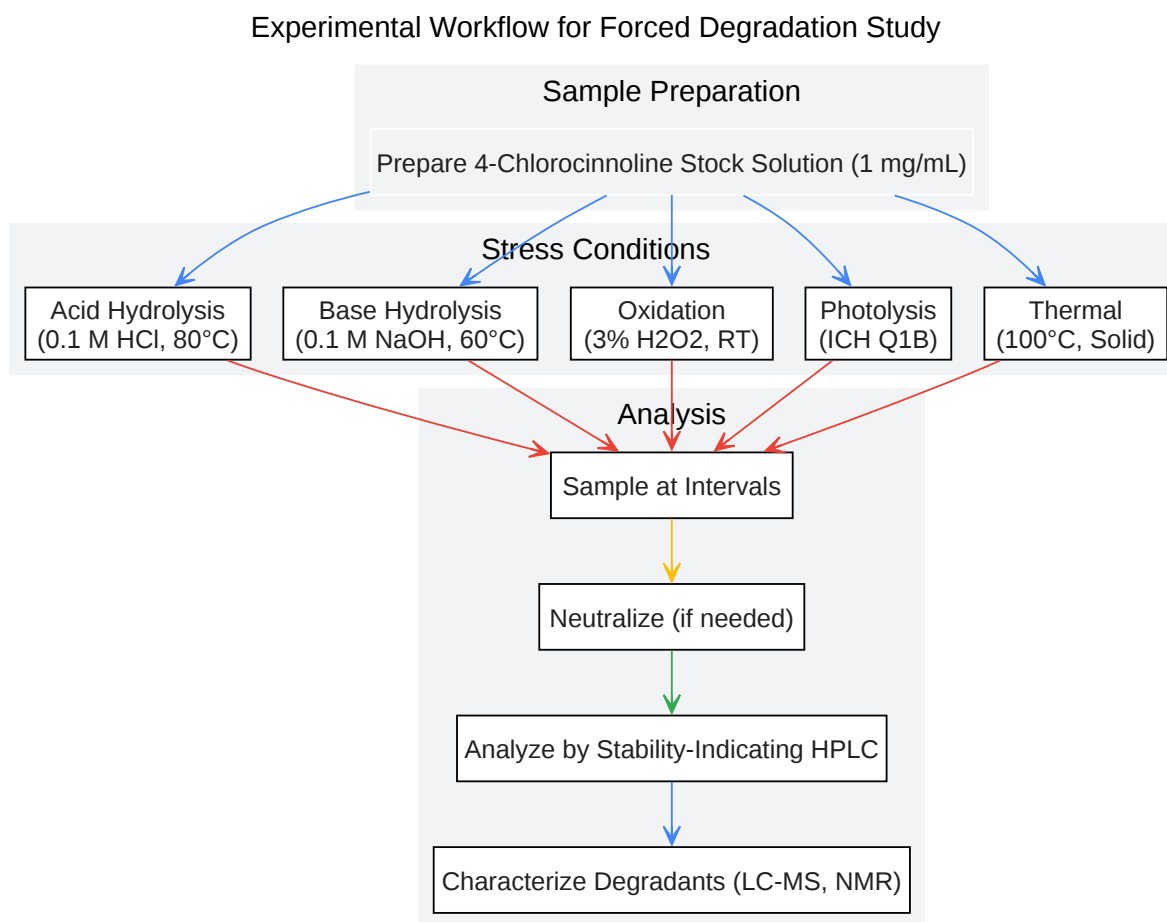 Experimental Workflow for Forced Degradation Study
Sample Preparation
Prepare 4-Chlorocinnoline Stock Solution (1 mg/mL)
Stress Conditions
Acid Hydrolysis
(0.1 M HCl, 80°C)
Base Hydrolysis
(0.1 M NaOH, 60°C)
Oxidation
(3% H2O2, RT)
Photolysis
(ICH Q1B)
Thermal
(100°C, Solid)
Analysis
Sample at Intervals
Neutralize (if needed)
Analyze by Stability-Indicating HPLC
Characterize Degradants (LC-MS, NMR)